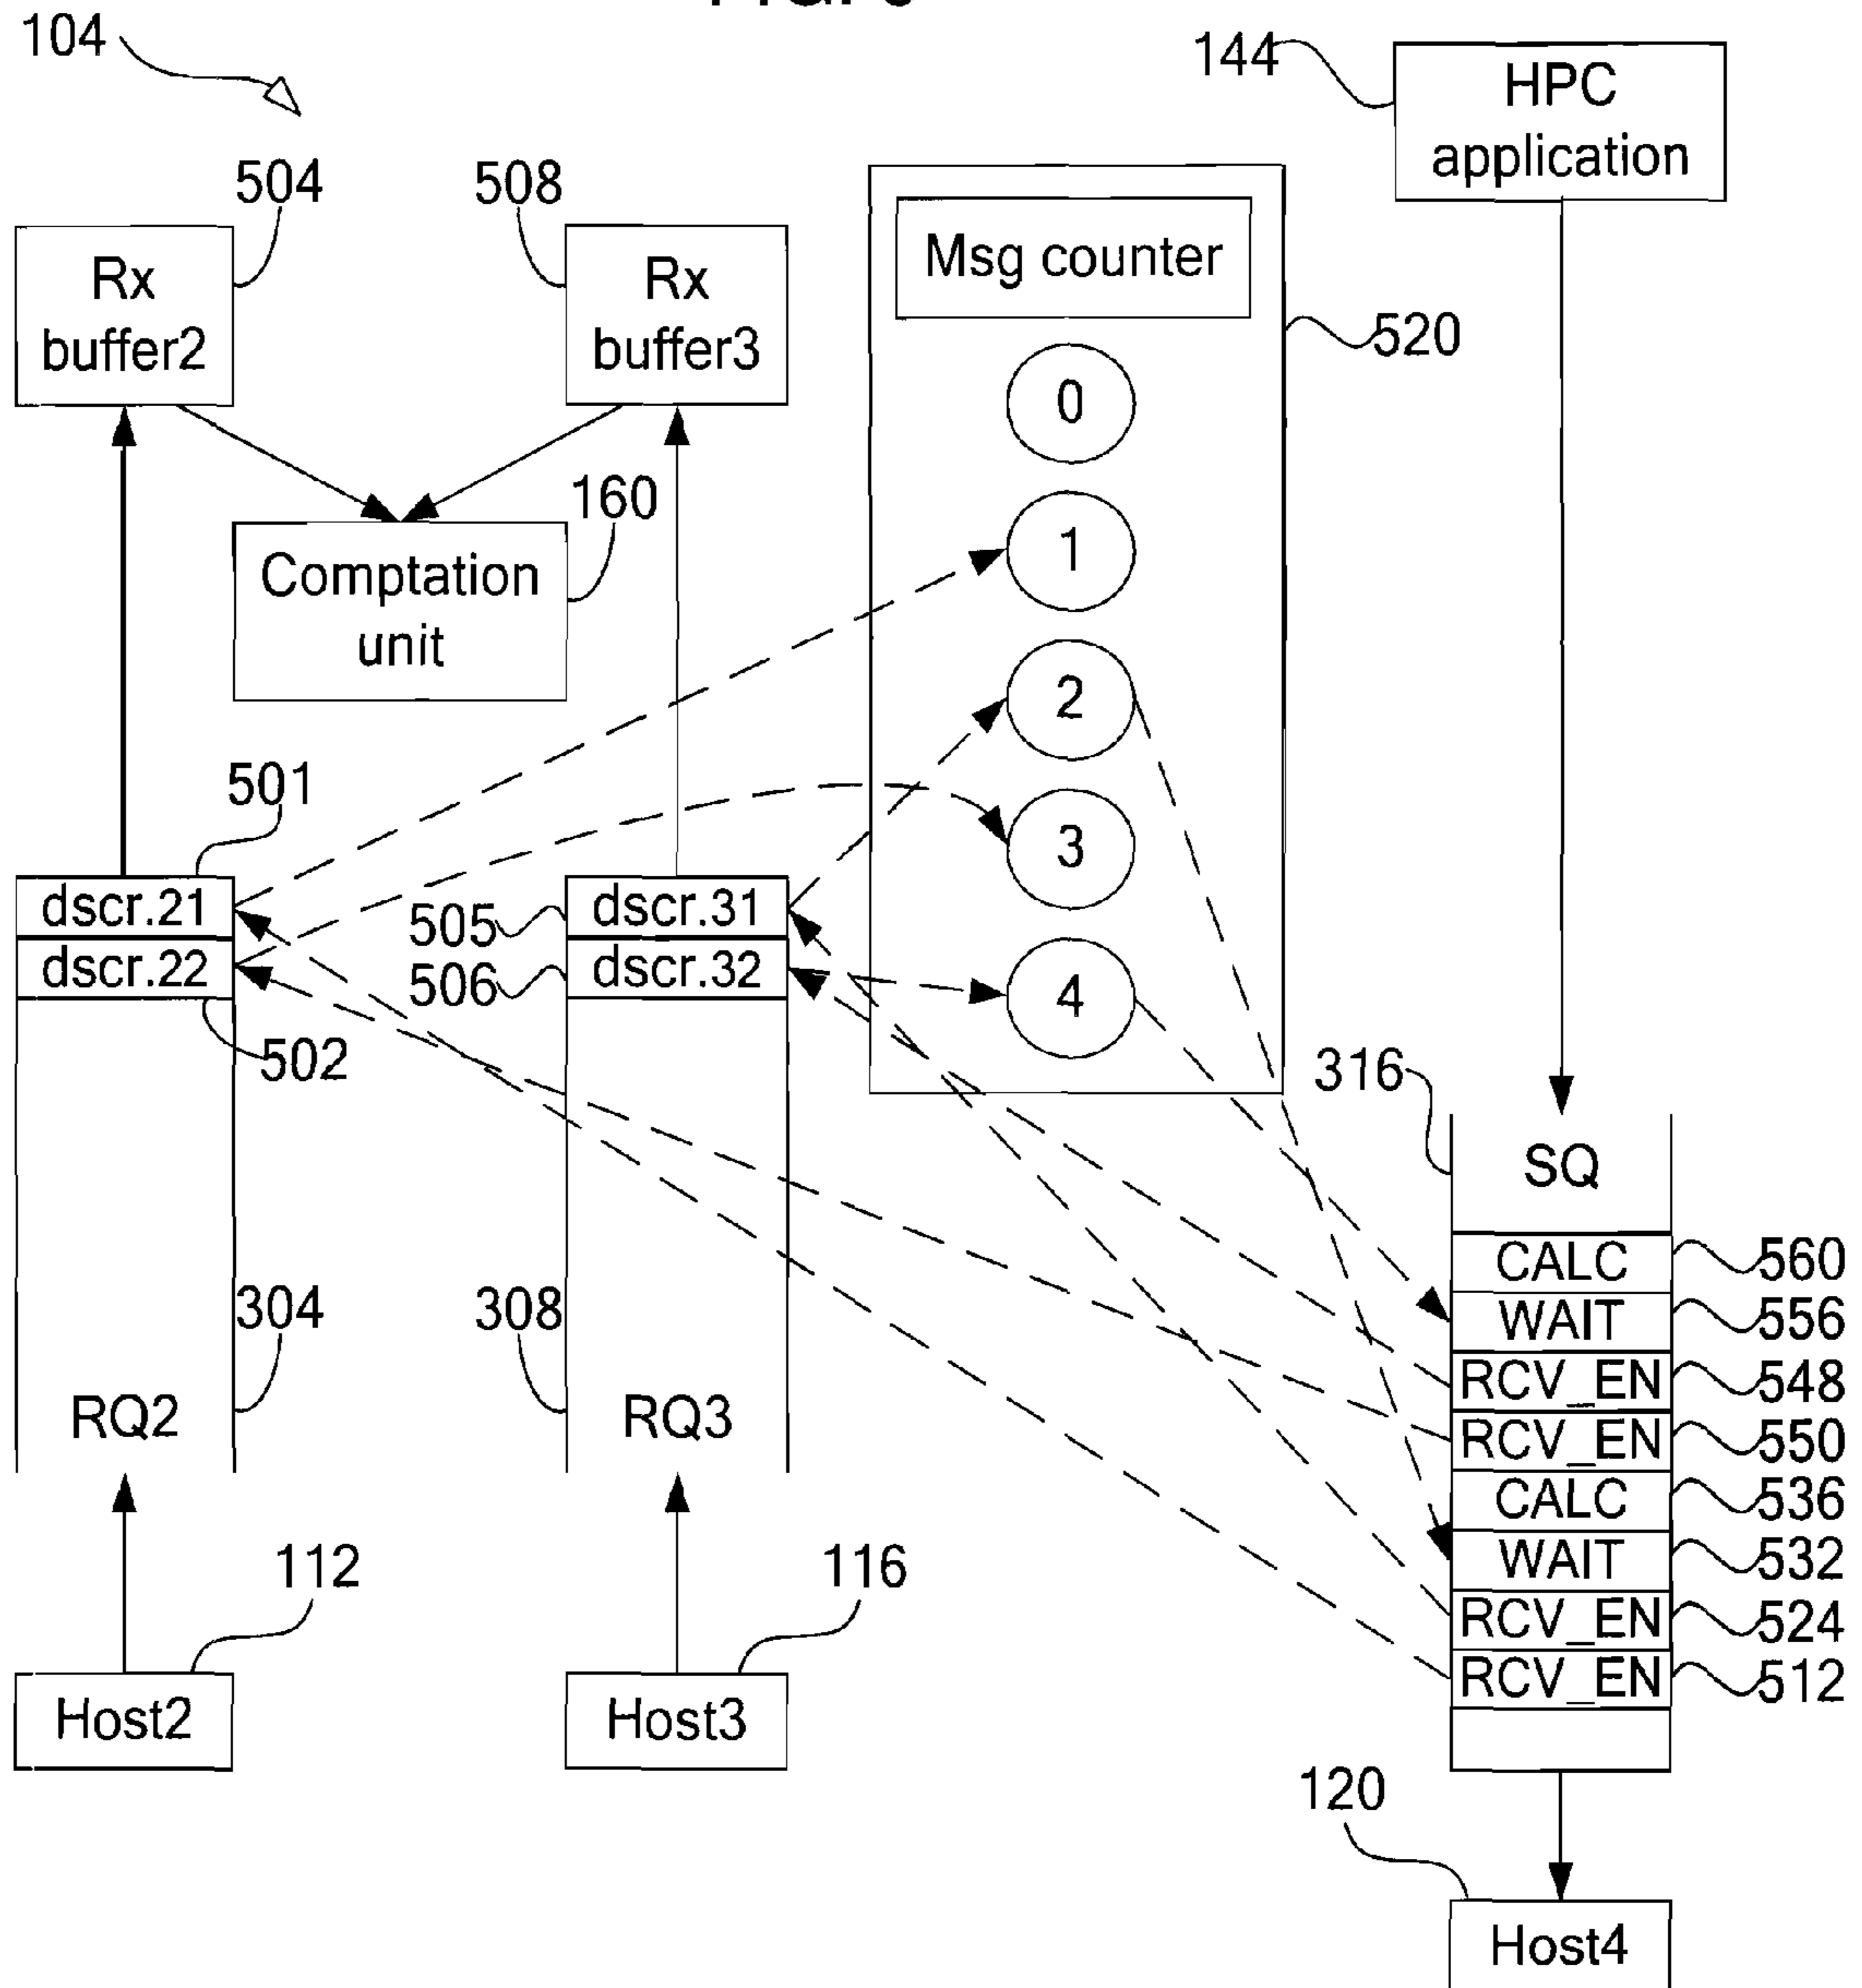 104
144
HPC
application
504
508
Rx
buffer2
Rx
buffer3
Msg counter
520
0
160
Comptation
unit
1
2
501
3
dscr.21
505
dscr.31
dscr.22
506
dscr.32
4
502
316
SQ
CALC
560
304
308
WAIT
556
RCV_EN
548
RQ2
RQ3
RCV_EN
550
CALC
536
112
116
WAIT
532
RCV_EN
524
RCV_EN
512
Host2
Host3
120
Host4